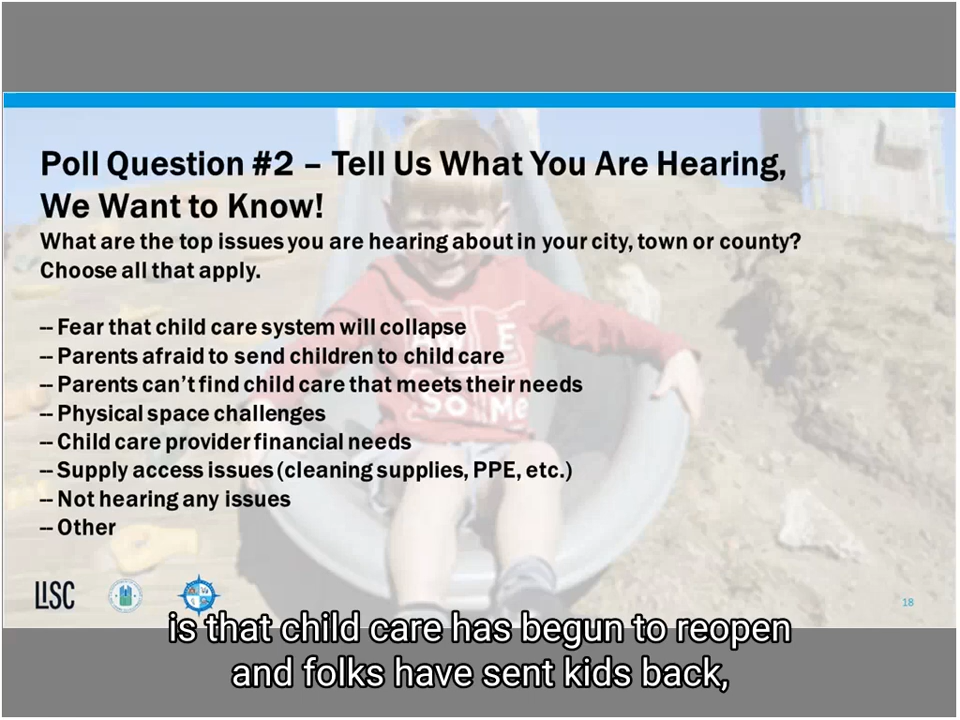 Poll Question #2 – Tell Us What You Are Hearing,
We Want to Know!
What are the top issues you are hearing about in your city, town or county?
Choose all that apply.
-- Fear that child care system will collapse
-- Parents afraid to send children to child care
-- Parents can't find child care that meets their needs
-- Physical space challenges
-- Child care provider financial needs
-- Supply access issues (cleaning supplies, PPE, etc.)
-- Not hearing any issues
-- Other
AW E
So Me
LISC
18
is that child care has begun to reopen
and folks have sent kids back,